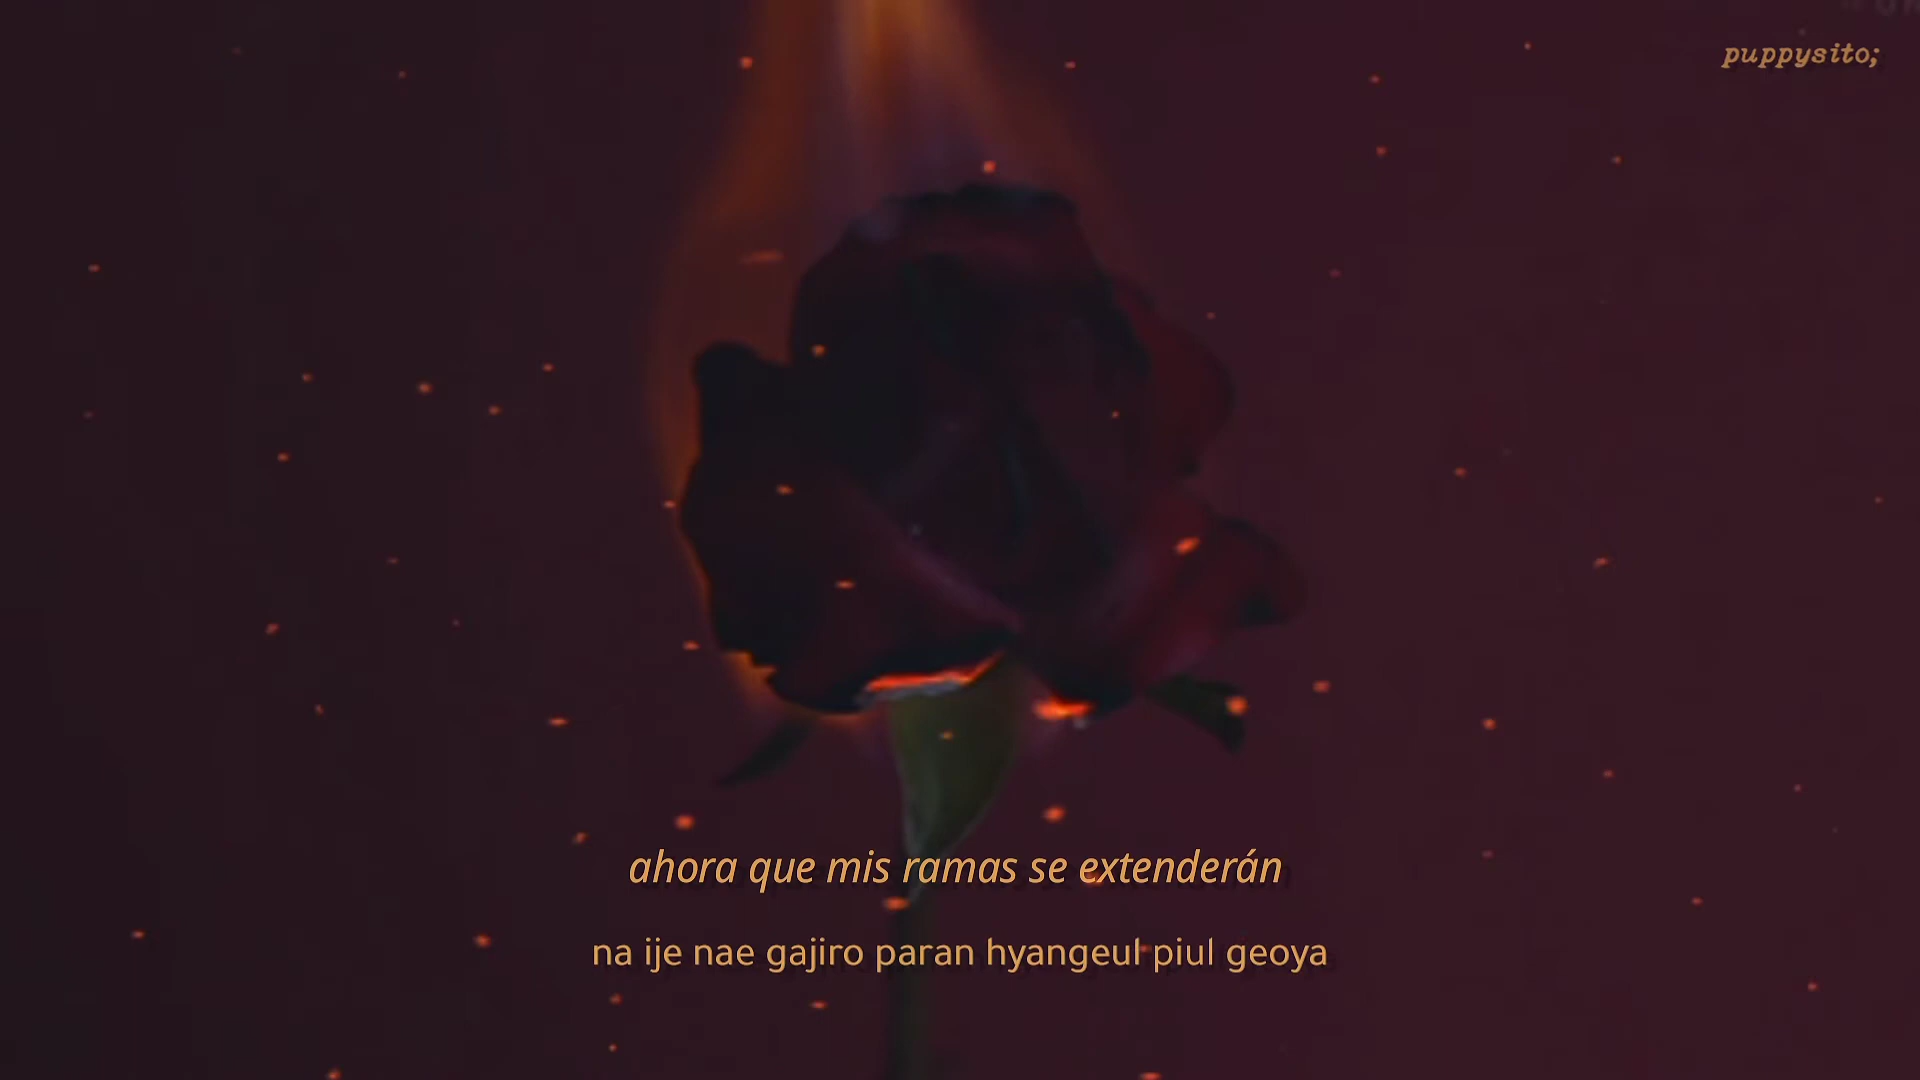 puppysito;
ahora que mis ramas se extenderán
na ije nae gajiro paran hyangeul piul geoya